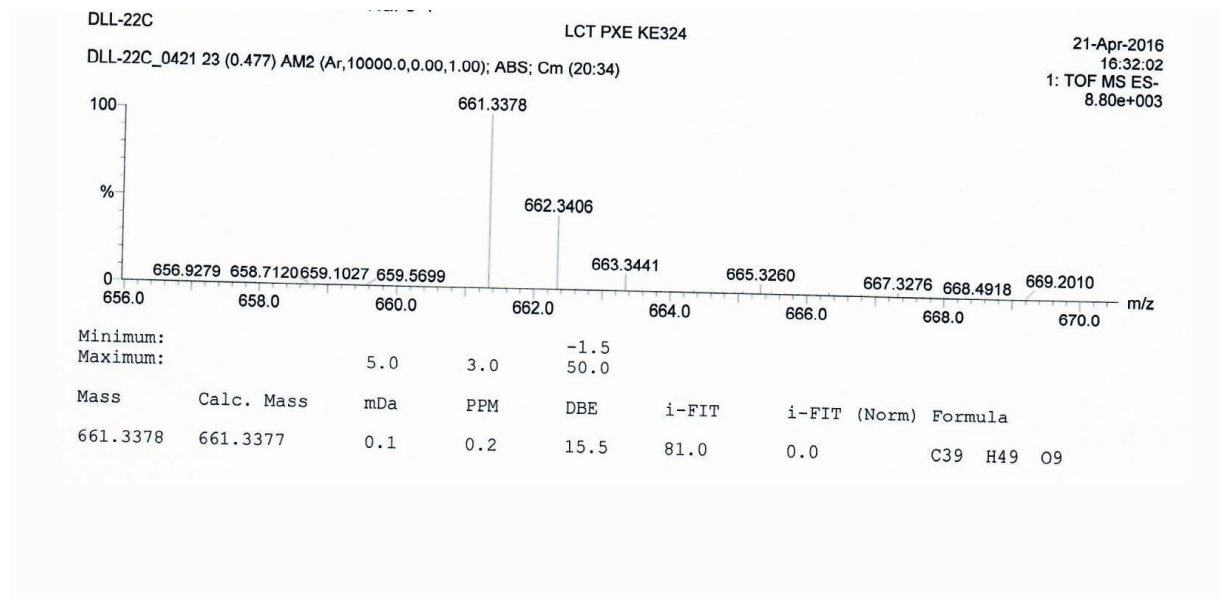 DLL-22C
LCT PXE KE324
21-Apr-2016
DLL-22C_0421 23 (0.477) AM2 (Ar,10000.0,0.00,1.00); ABS; Cm (20:34)
16:32:02
1: TOF MS ES-
8.80e+003
100
661.3378
%
662.3406
663.3441
656.9279 658.7120 659.1027 659.5699 665.3260 667.3276 668.4918 669.2010
0
656.0 658.0 660.0 662.0 664.0 666.0 668.0 670.0 m/z
Minimum: -1.5
Maximum: 5.0 3.0 50.0
Mass Calc. Mass mDa PPM DBE i-FIT i-FIT (Norm) Formula
661.3378 661.3377 0.1 0.2 15.5 81.0 0.0 C39 H49 O9